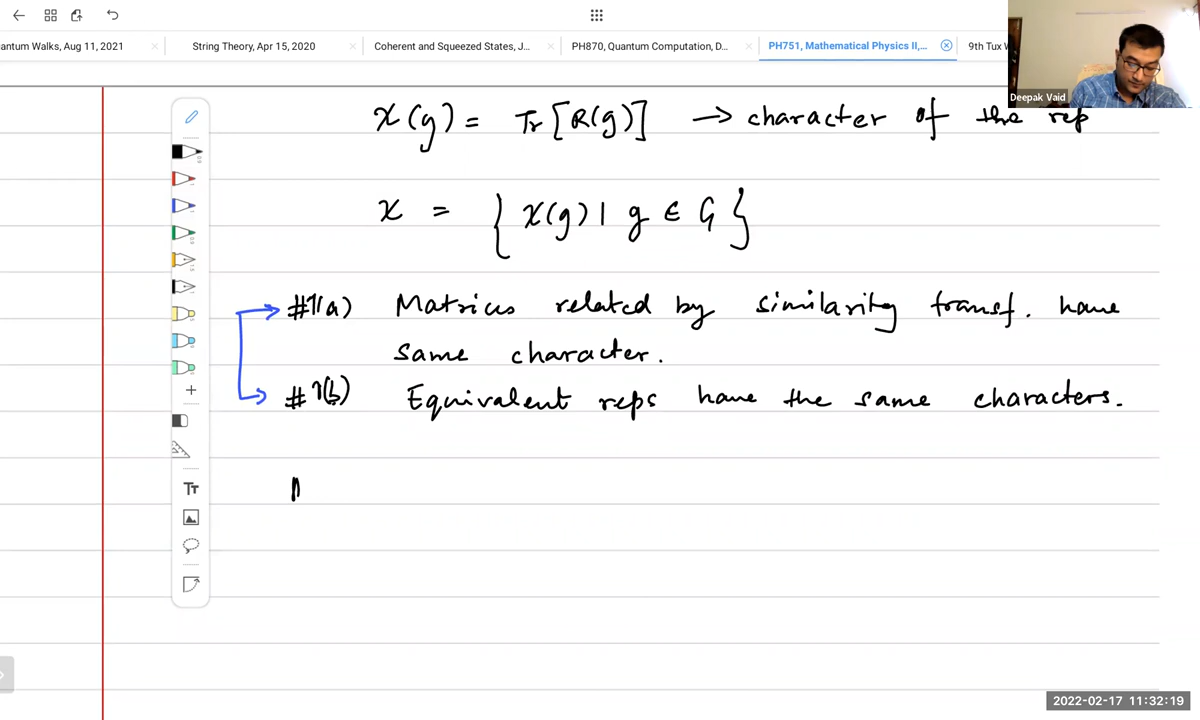 antum Walks, Aug 11, 2021
String Theory, Apr 15, 2020
Coherent and Squeezed States, J...
PH870, Quantum Computation, D...
PH751, Mathematical Physics II,...
9th Tux W
Deepak Vaid
χ(g) = Tr [R(g)] → character of the rep
χ = { χ(g) | g ∈ G }
#1(a) Matrices related by similarity transf. have
same character.
#1(b) Equivalent reps have the same characters.
TT
2022-02-17 11:32:19